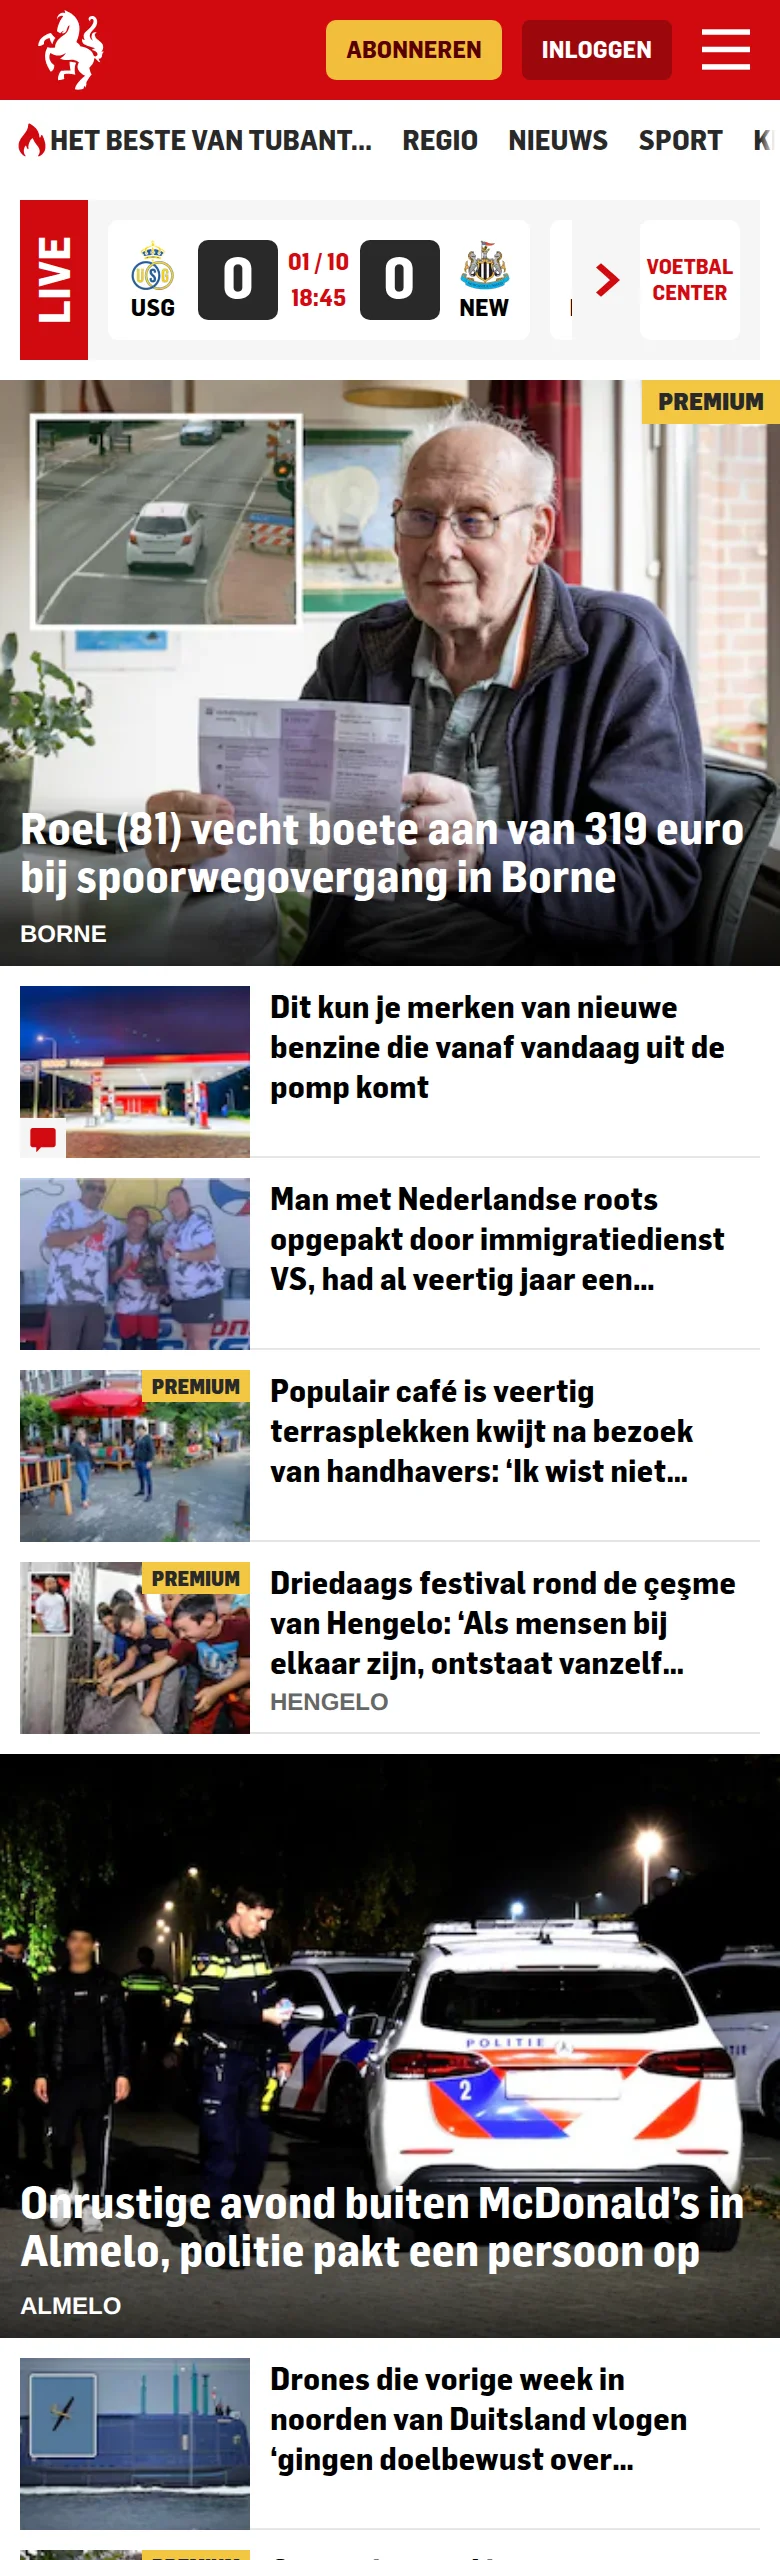 ABONNEREN
INLOGGEN
HET BESTE VAN TUBANT...
REGIO
NIEUWS
SPORT
LIVE
USG
0
01 / 10
18:45
0
NEW
VOETBAL
CENTER
PREMIUM
Roel (81) vecht boete aan van 319 euro
bij spoorwegovergang in Borne
BORNE
Dit kun je merken van nieuwe
benzine die vanaf vandaag uit de
pomp komt
Man met Nederlandse roots
opgepakt door immigratiedienst
VS, had al veertig jaar een...
PREMIUM
Populair café is veertig
terrasplekken kwijt na bezoek
van handhavers: ‘Ik wist niet...
PREMIUM
Driedaags festival rond de çeşme
van Hengelo: ‘Als mensen bij
elkaar zijn, ontstaat vanzelf...
HENGELO
POLITIE
2
Onrustige avond buiten McDonald’s in
Almelo, politie pakt een persoon op
ALMELO
Drones die vorige week in
noorden van Duitsland vlogen
‘gingen doelbewust over...